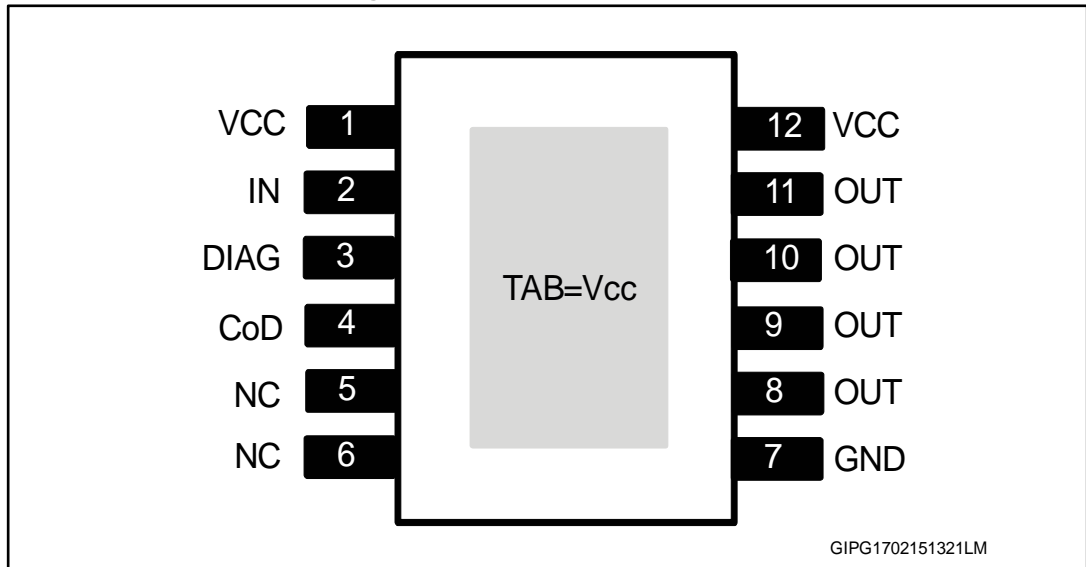 VCC 1
IN 2
DIAG 3
CoD 4
NC 5
NC 6
TAB=Vcc
12 VCC
11 OUT
10 OUT
9 OUT
8 OUT
7 GND
GIPG1702151321LM